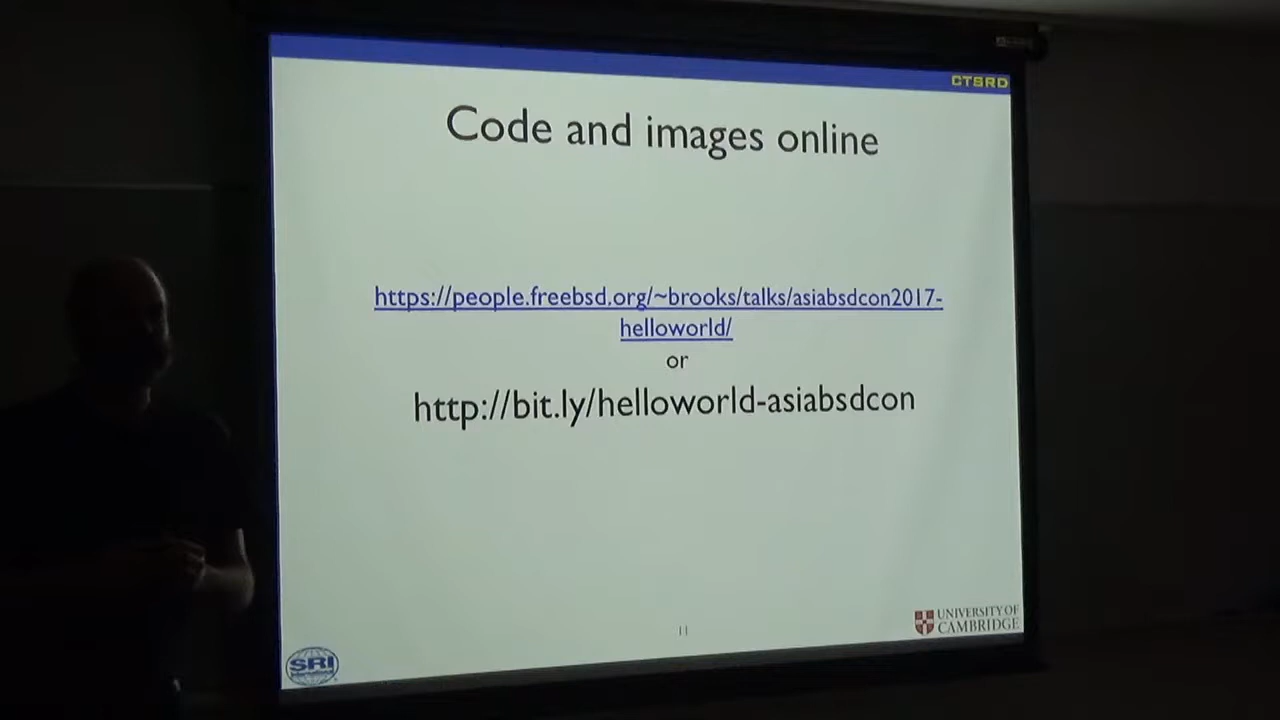 CTSRD
Code and images online
https://people.freebsd.org/~brooks/talks/asiabsdcon2017-
helloworld/
or
http://bit.ly/helloworld-asiabsdcon
11
UNIVERSITY OF
CAMBRIDGE
SRI